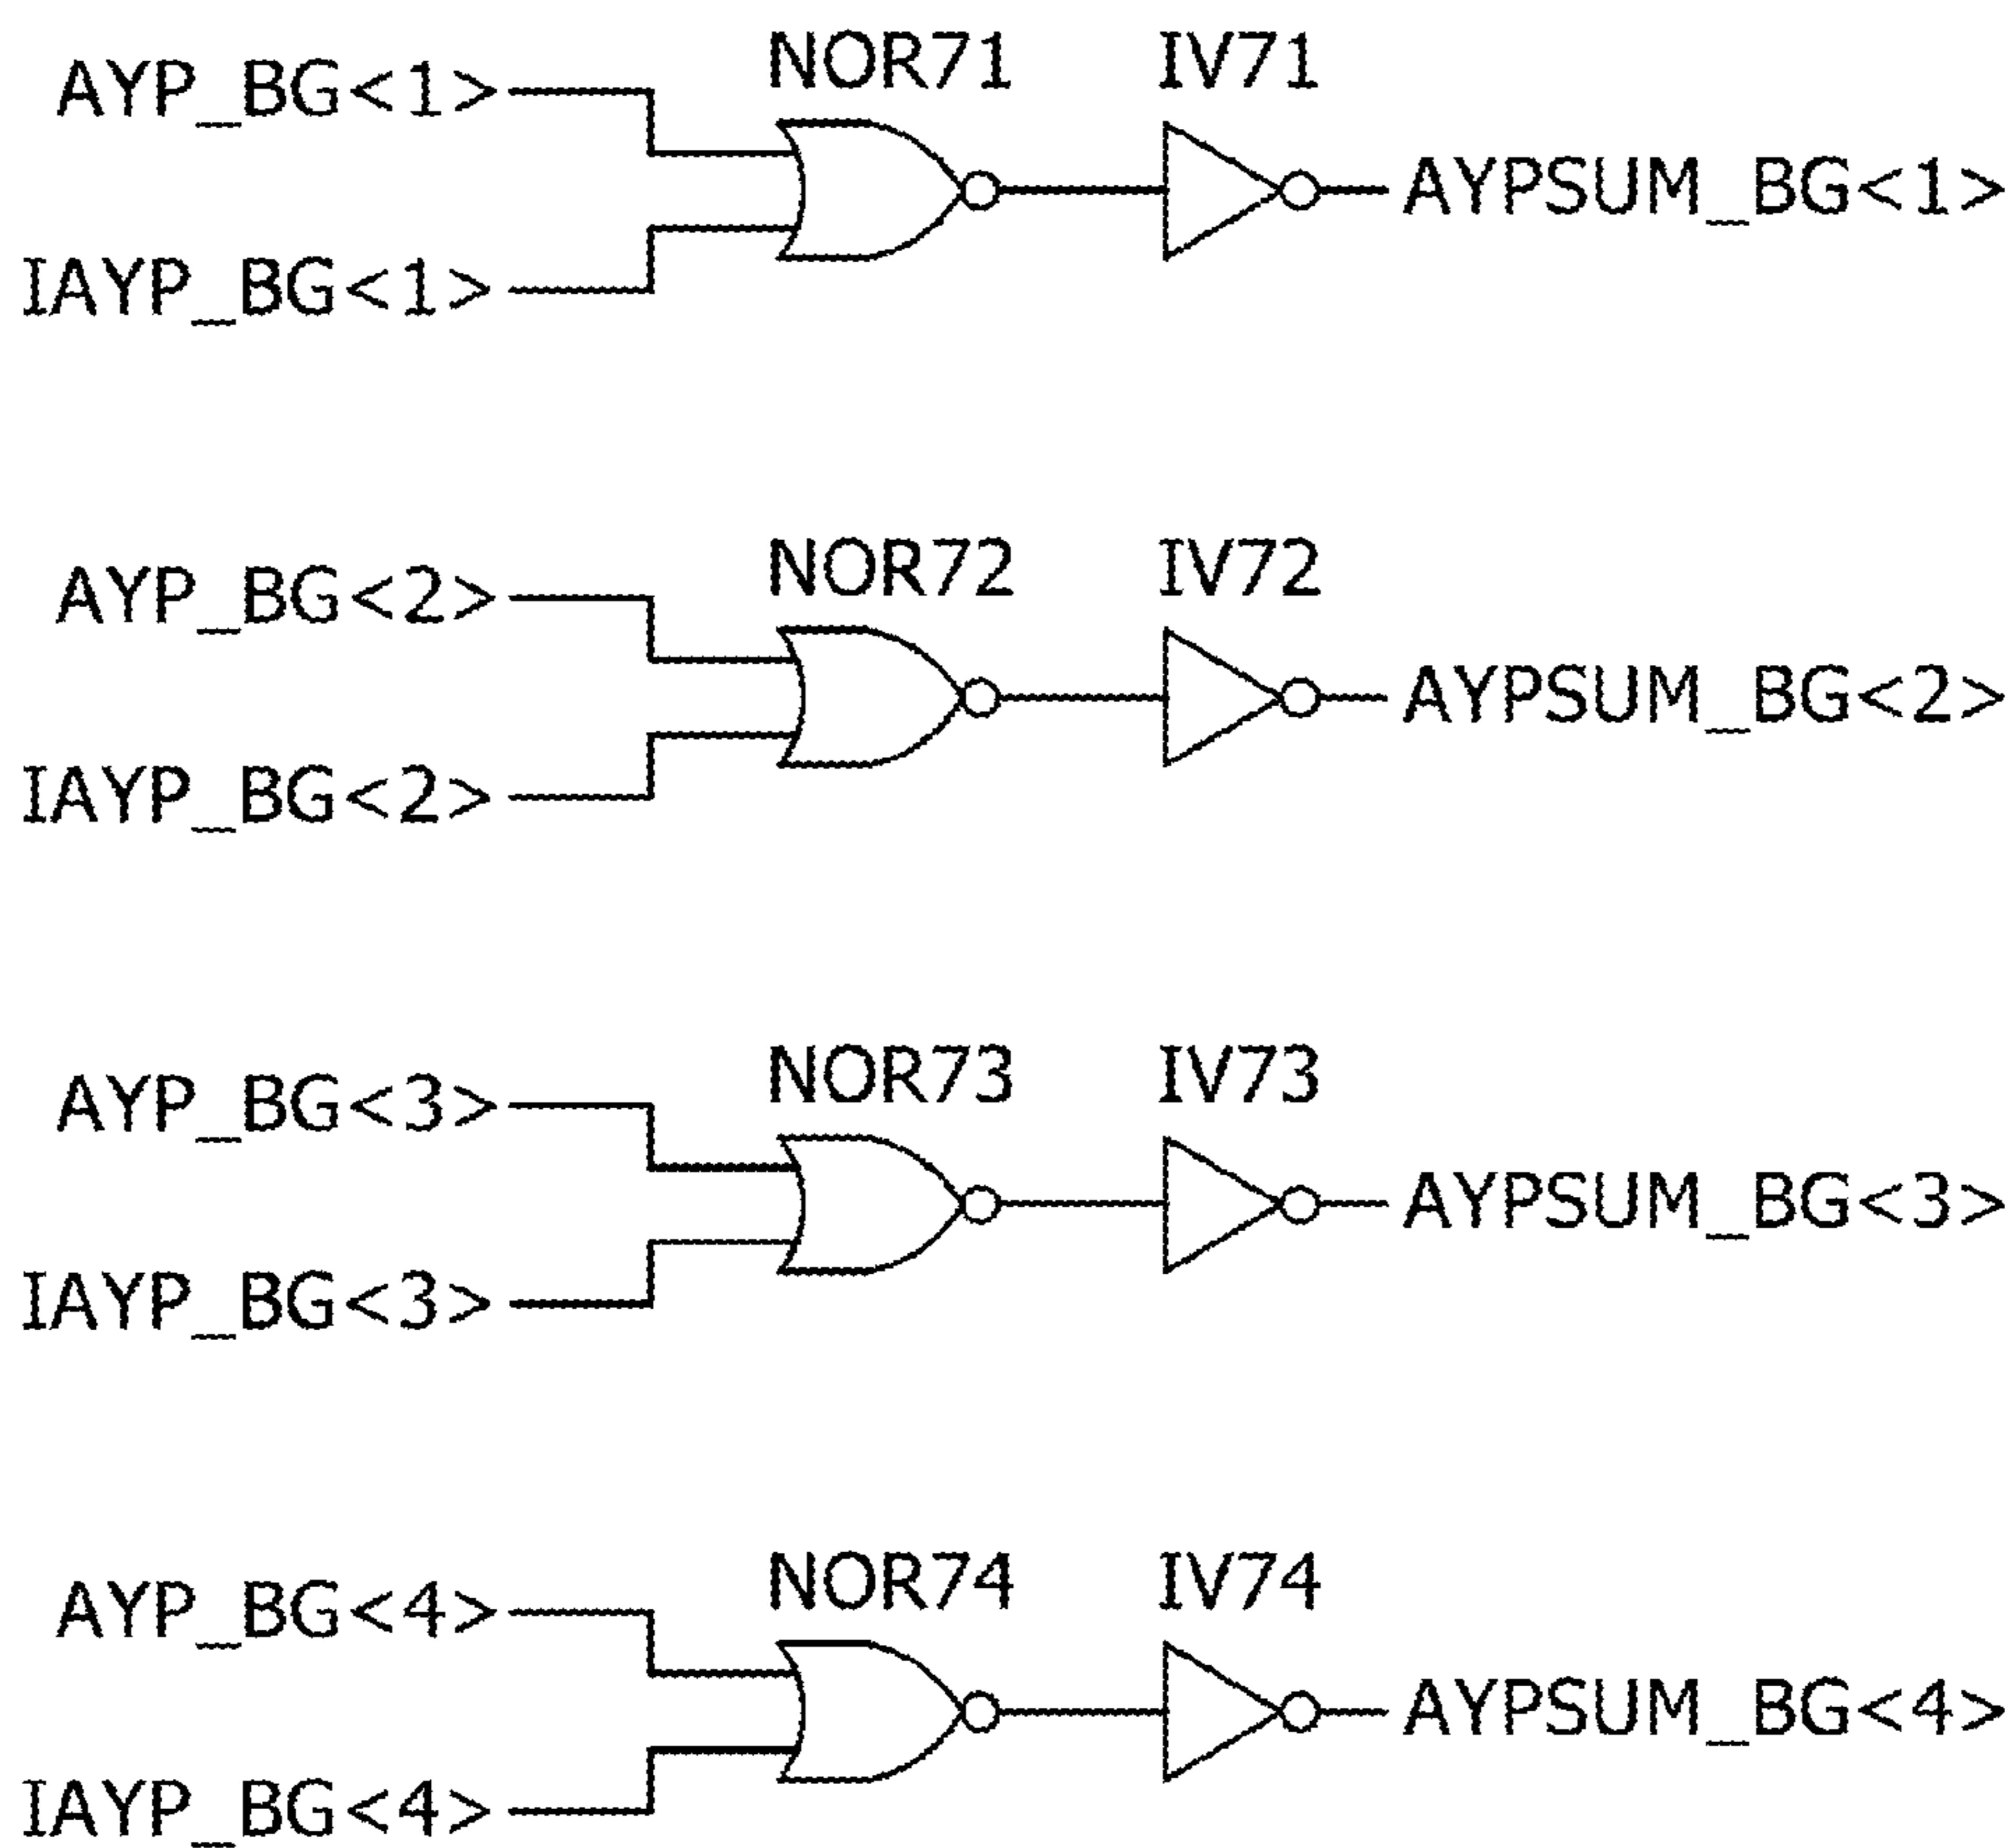 NOR71 IV71
AYP_BG<1>
AYPSUM_BG<1>
IAYP_BG<1>
NOR72 IV72
AYP_BG<2>
AYPSUM_BG<2>
IAYP_BG<2>
NOR73 IV73
AYP_BG<3>
AYPSUM_BG<3>
IAYP_BG<3>
NOR74 IV74
AYP_BG<4>
AYPSUM_BG<4>
IAYP_BG<4>